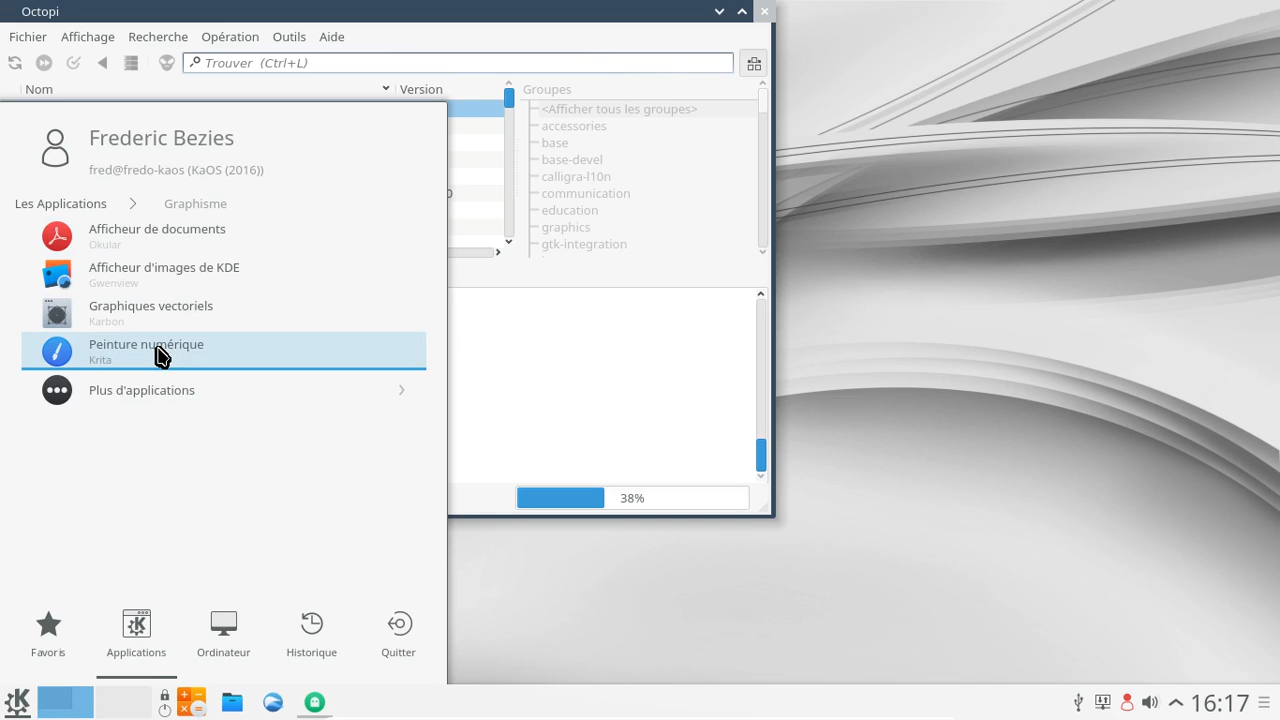 Octopi
Fichier Affichage Recherche Opération Outils Aide
Trouver (Ctrl+L)
Nom Version Groupes
<Afficher tous les groupes>
accessories
base
base-devel
calligra-l10n
communication
education
graphics
gtk-integration
0
38%
Frederic Bezies
fred@fredo-kaos (KaOS (2016))
Les Applications Graphisme
Afficheur de documents
Okular
Afficheur d'images de KDE
Gwenview
Graphiques vectoriels
Karbon
Peinture numérique
Krita
Plus d'applications
Favoris Applications Ordinateur Historique Quitter
16:17